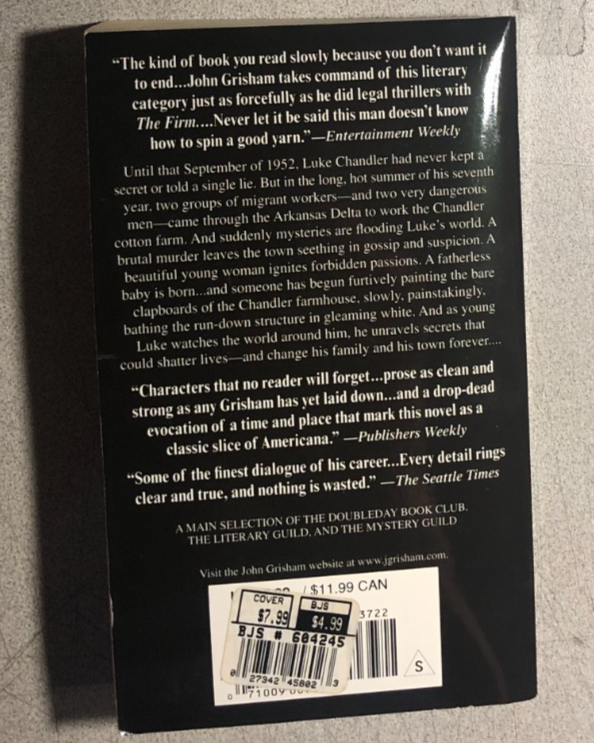 “The kind of book you read slowly because you don’t want it
to end...John Grisham takes command of this literary
category just as forcefully as he did legal thrillers with
The Firm....Never let it be said this man doesn’t know
how to spin a good yarn.”—Entertainment Weekly
Until that September of 1952, Luke Chandler had never kept a
secret or told a single lie. But in the long, hot summer of his seventh
year, two groups of migrant workers—and two very dangerous
men—came through the Arkansas Delta to work the Chandler
cotton farm. And suddenly mysteries are flooding Luke’s world. A
brutal murder leaves the town seething in gossip and suspicion. A
beautiful young woman ignites forbidden passions. A fatherless
baby is born...and someone has begun furtively painting the bare
clapboards of the Chandler farmhouse, slowly, painstakingly,
bathing the run-down structure in gleaming white. And as young
Luke watches the world around him, he unravels secrets that
could shatter lives—and change his family and his town forever....
“Characters that no reader will forget...prose as clean and
strong as any Grisham has yet laid down...and a drop-dead
evocation of a time and place that mark this novel as a
classic slice of Americana.” —Publishers Weekly
“Some of the finest dialogue of his career...Every detail rings
clear and true, and nothing is wasted.” —The Seattle Times
A MAIN SELECTION OF THE DOUBLEDAY BOOK CLUB,
THE LITERARY GUILD, AND THE MYSTERY GUILD
Visit the John Grisham website at www.jgrisham.com.
/ $11.99 CAN
COVER BJS
$7.99 $4.99
3722
BJS # 604245
S
0 27342 45802 3
0 71009